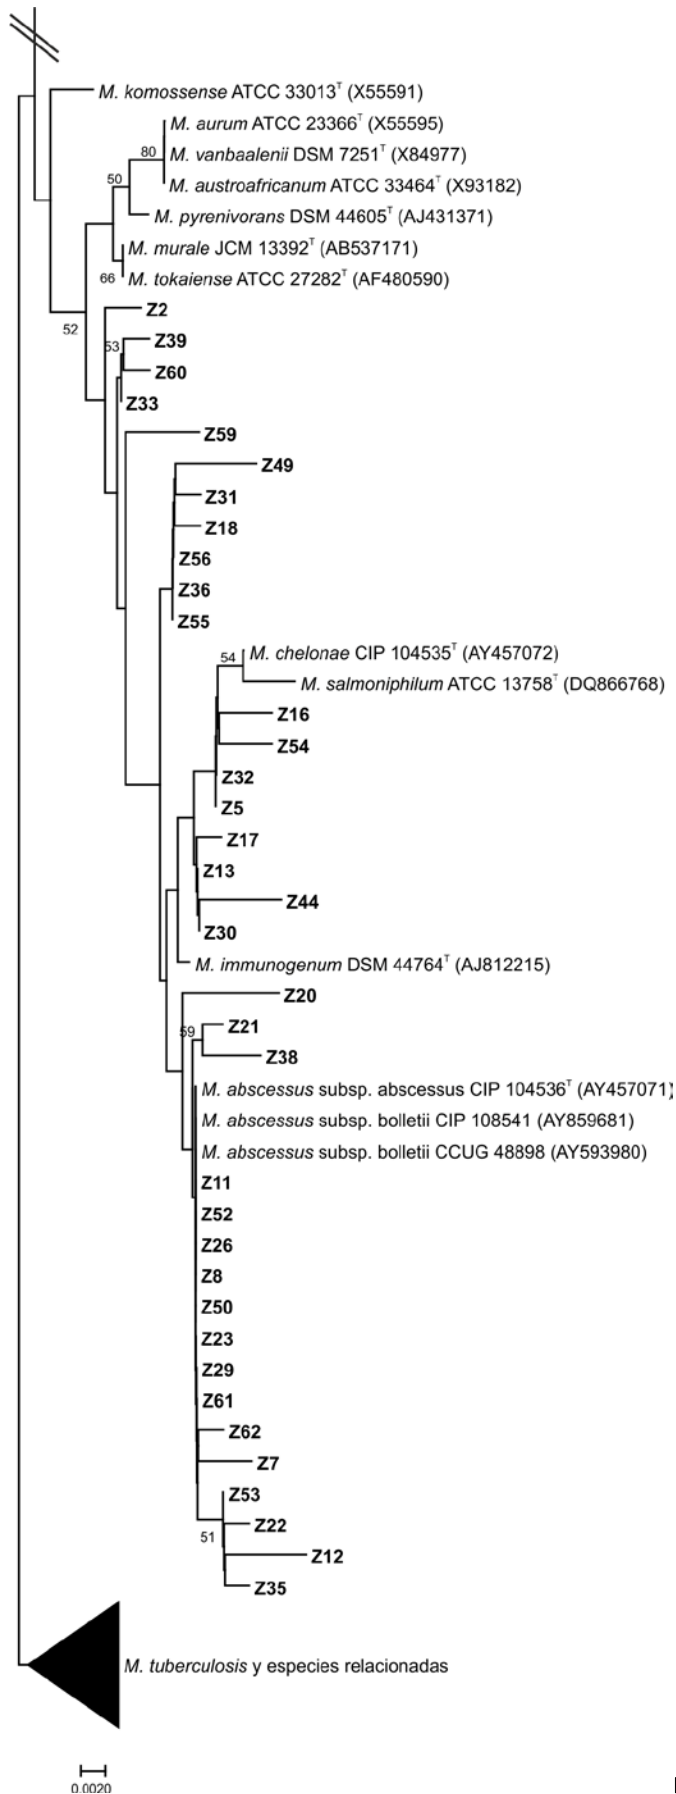 M. komossense ATCC 33013T (X55591)
M. aurum ATCC 23366T (X55595)
80
M. vanbaalenii DSM 7251T (X84977)
50
M. austroafricanum ATCC 33464T (X93182)
M. pyrenivorans DSM 44605T (AJ431371)
M. murale JCM 13392T (AB537171)
66
M. tokaiense ATCC 27282T (AF480590)
Z2
52
53
Z39
Z60
Z33
Z59
Z49
Z31
Z18
Z56
Z36
Z55
54
M. chelonae CIP 104535T (AY457072)
M. salmoniphilum ATCC 13758T (DQ866768)
Z16
Z54
Z32
Z5
Z17
Z13
Z44
Z30
M. immunogenum DSM 44764T (AJ812215)
Z20
59
Z21
Z38
M. abscessus subsp. abscessus CIP 104536T (AY457071)
M. abscessus subsp. bolletii CIP 108541 (AY859681)
M. abscessus subsp. bolletii CCUG 48898 (AY593980)
Z11
Z52
Z26
Z8
Z50
Z23
Z29
Z61
Z62
Z7
Z53
Z22
51
Z12
Z35
M. tuberculosis y especies relacionadas
0.0020